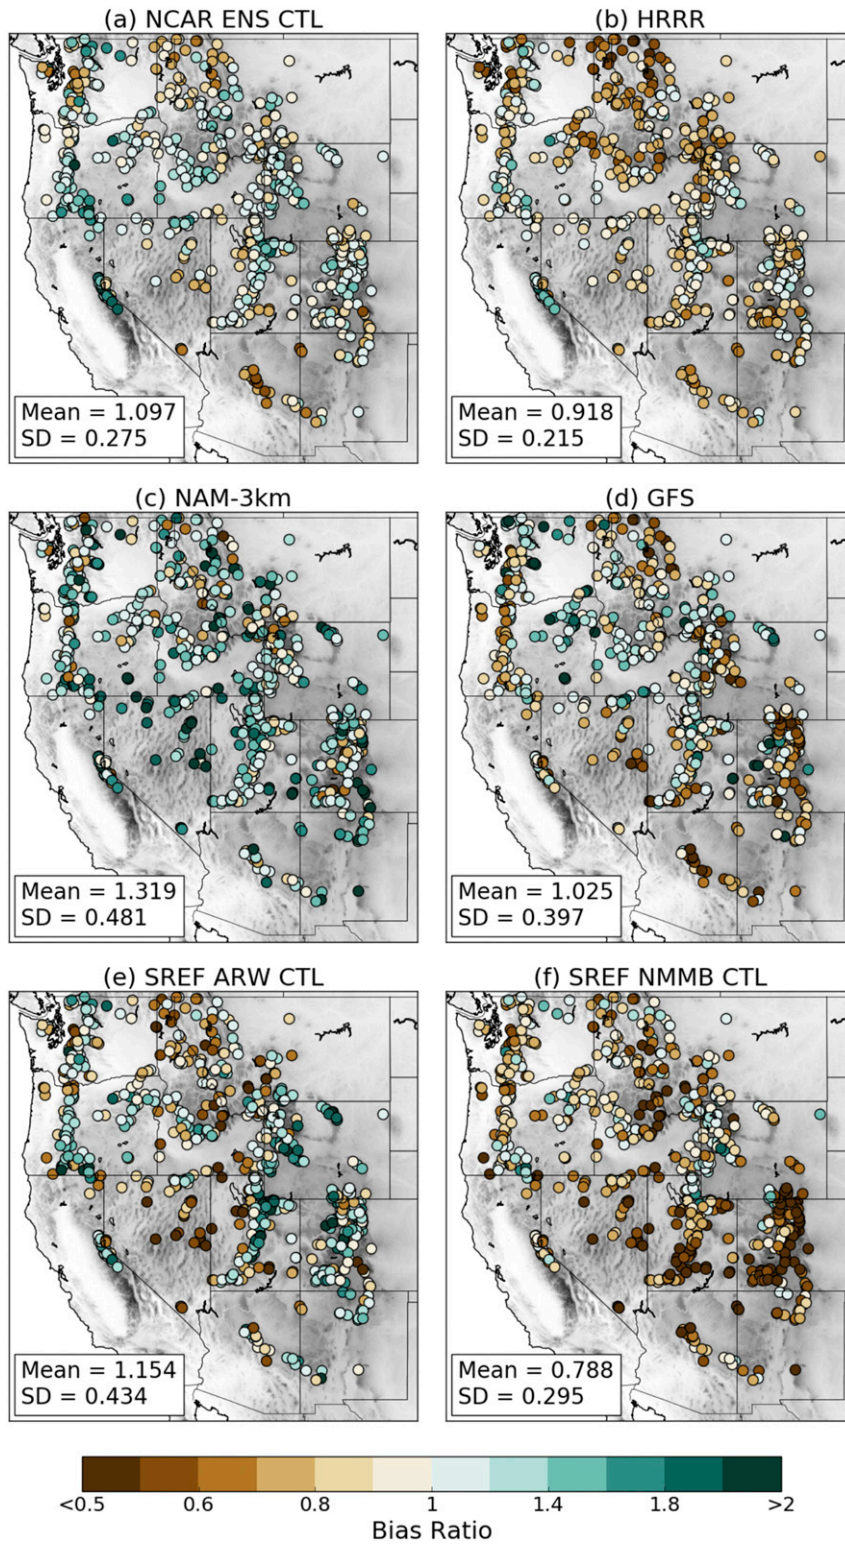 (a) NCAR ENS CTL
(b) HRRR
Mean = 1.097
SD = 0.275
Mean = 0.918
SD = 0.215
(c) NAM-3km
(d) GFS
Mean = 1.319
SD = 0.481
Mean = 1.025
SD = 0.397
(e) SREF ARW CTL
(f) SREF NMMB CTL
Mean = 1.154
SD = 0.434
Mean = 0.788
SD = 0.295
<0.5 0.6 0.8 1 1.4 1.8 >2
Bias Ratio